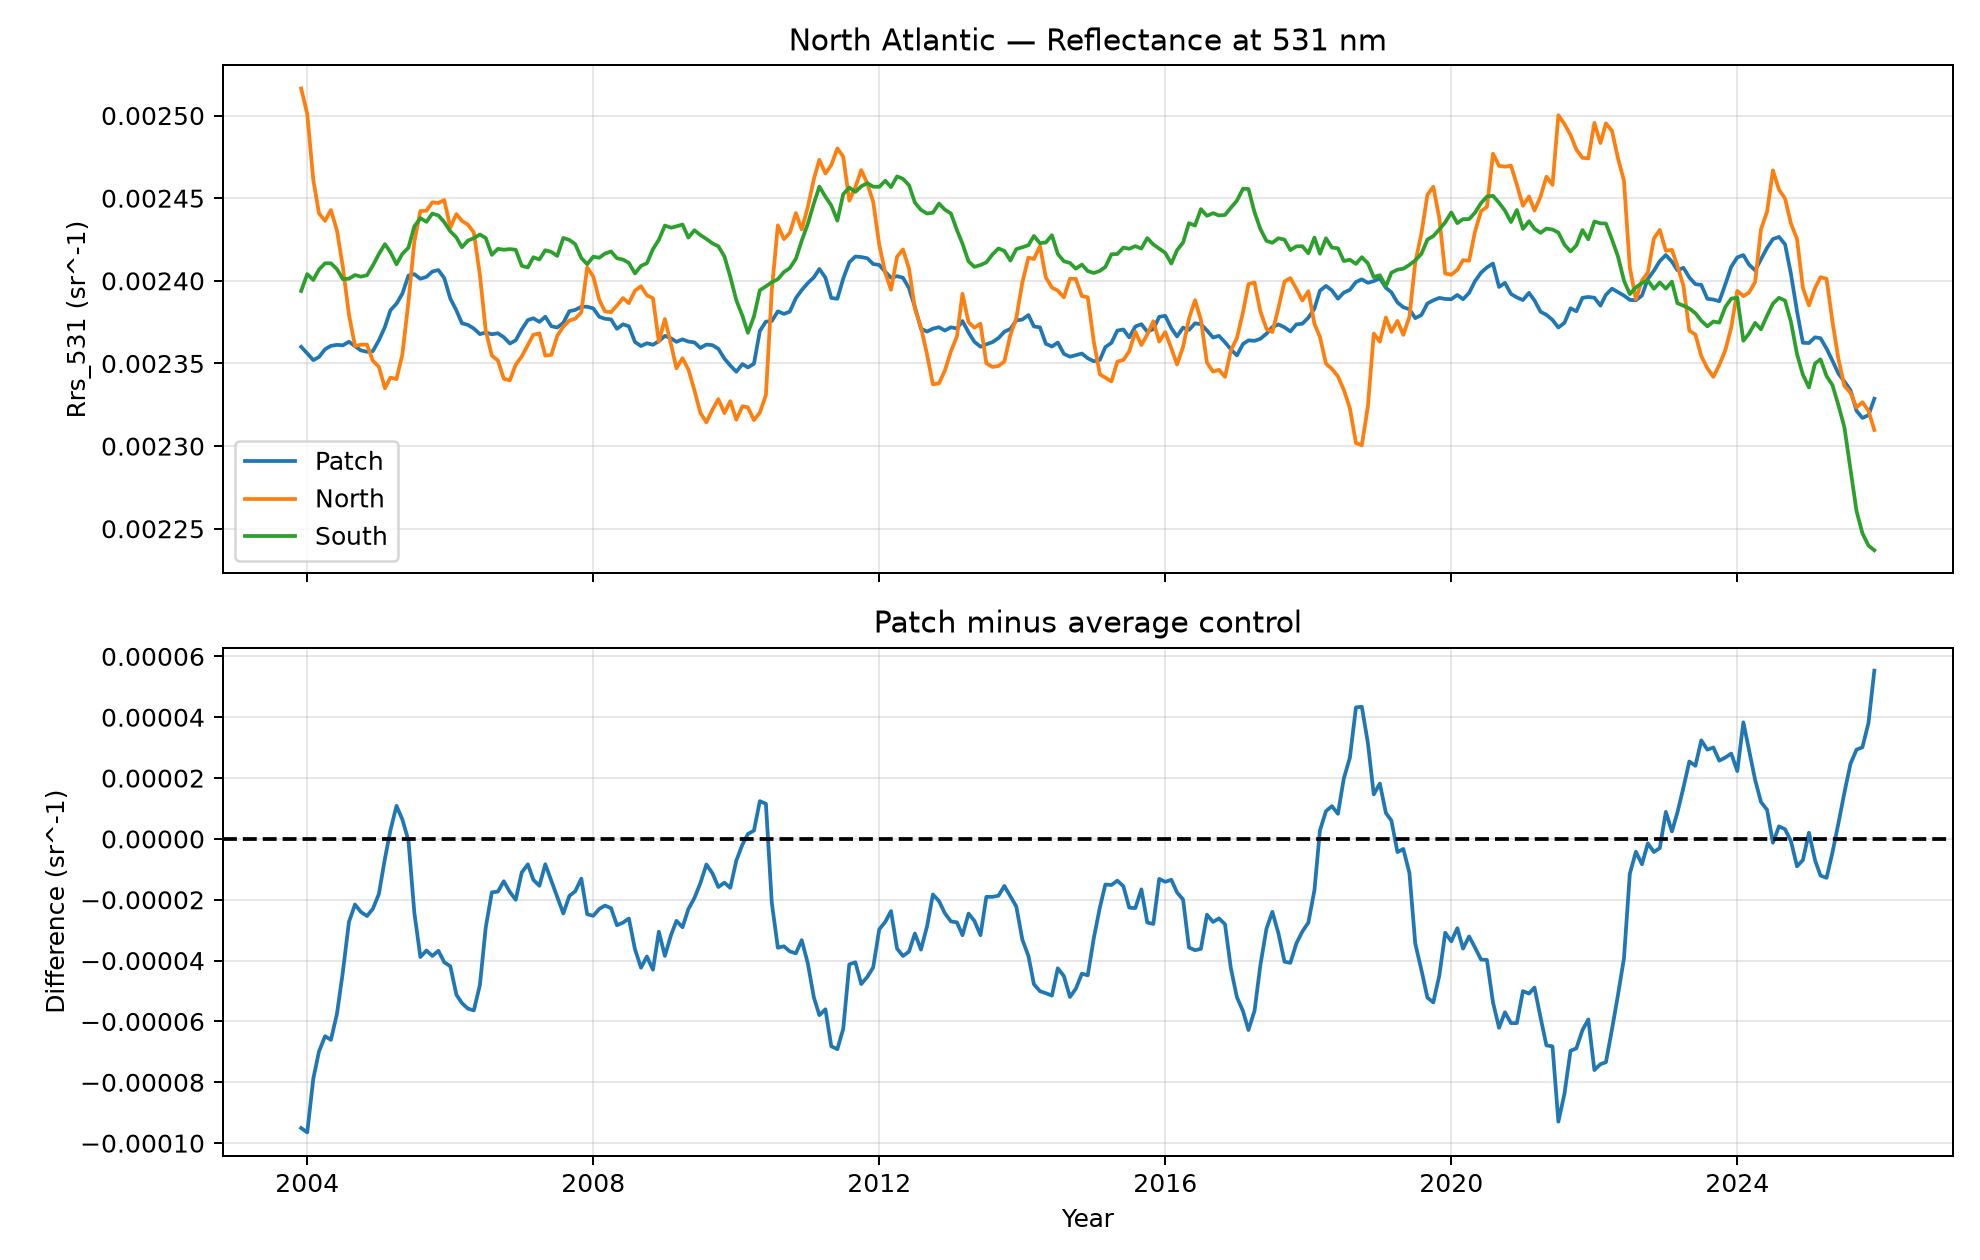 North Atlantic — Reflectance at 531 nm
Rrs_531 (sr^-1)
0.00250
0.00245
0.00240
0.00235
0.00230
0.00225
Patch
North
South
Patch minus average control
Difference (sr^-1)
0.00006
0.00004
0.00002
0.00000
−0.00002
−0.00004
−0.00006
−0.00008
−0.00010
2004 2008 2012 2016 2020 2024
Year